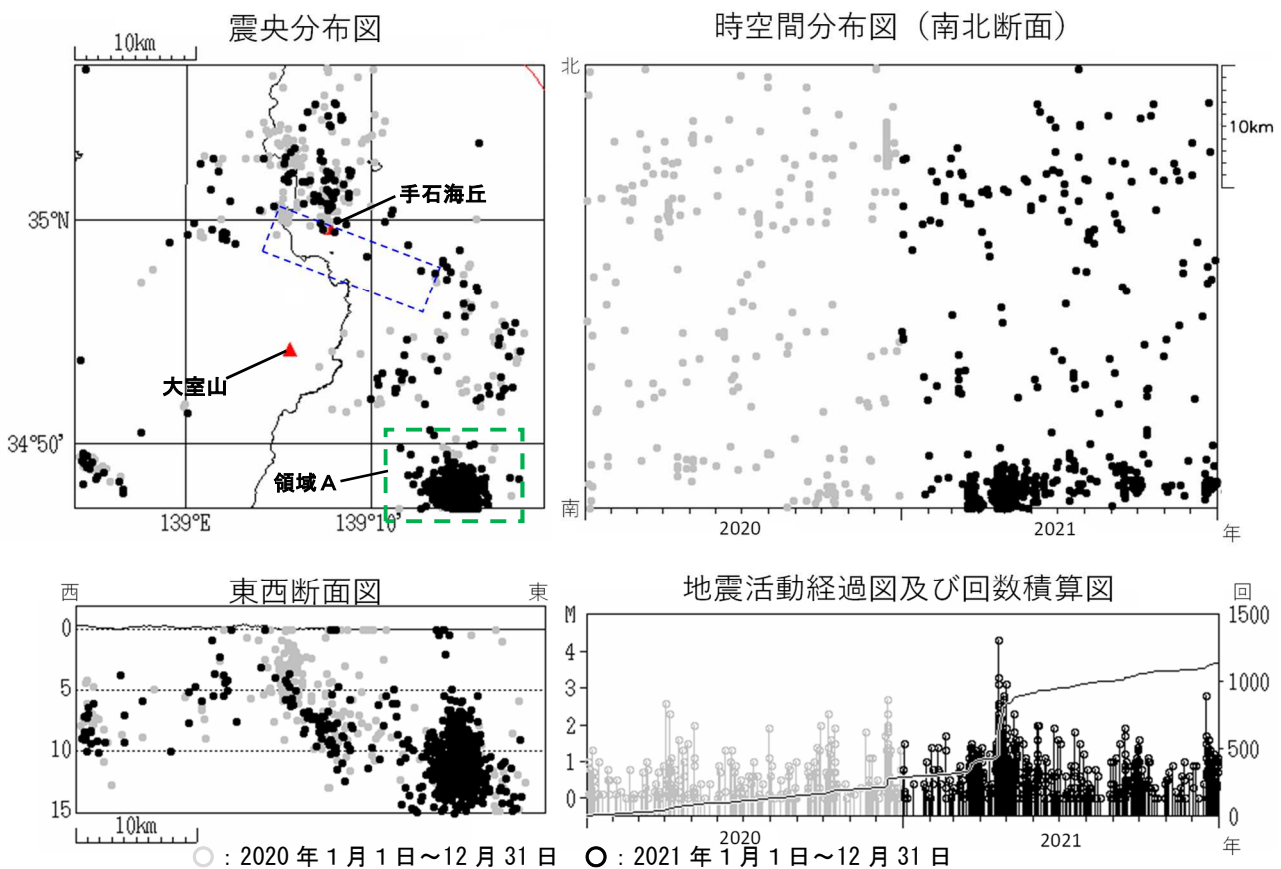 震央分布図
10km
35°N
34°50’
139°E
139°10’
手石海丘
大室山
領域A
時空間分布図（南北断面）
北
南
10km
2020
2021
年
東西断面図
西
東
0
5
10
15
10km
地震活動経過図及び回数積算図
M
4
3
2
1
0
回
1500
1000
500
0
2020
2021
年
○：2020年1月1日～12月31日
○：2021年1月1日～12月31日